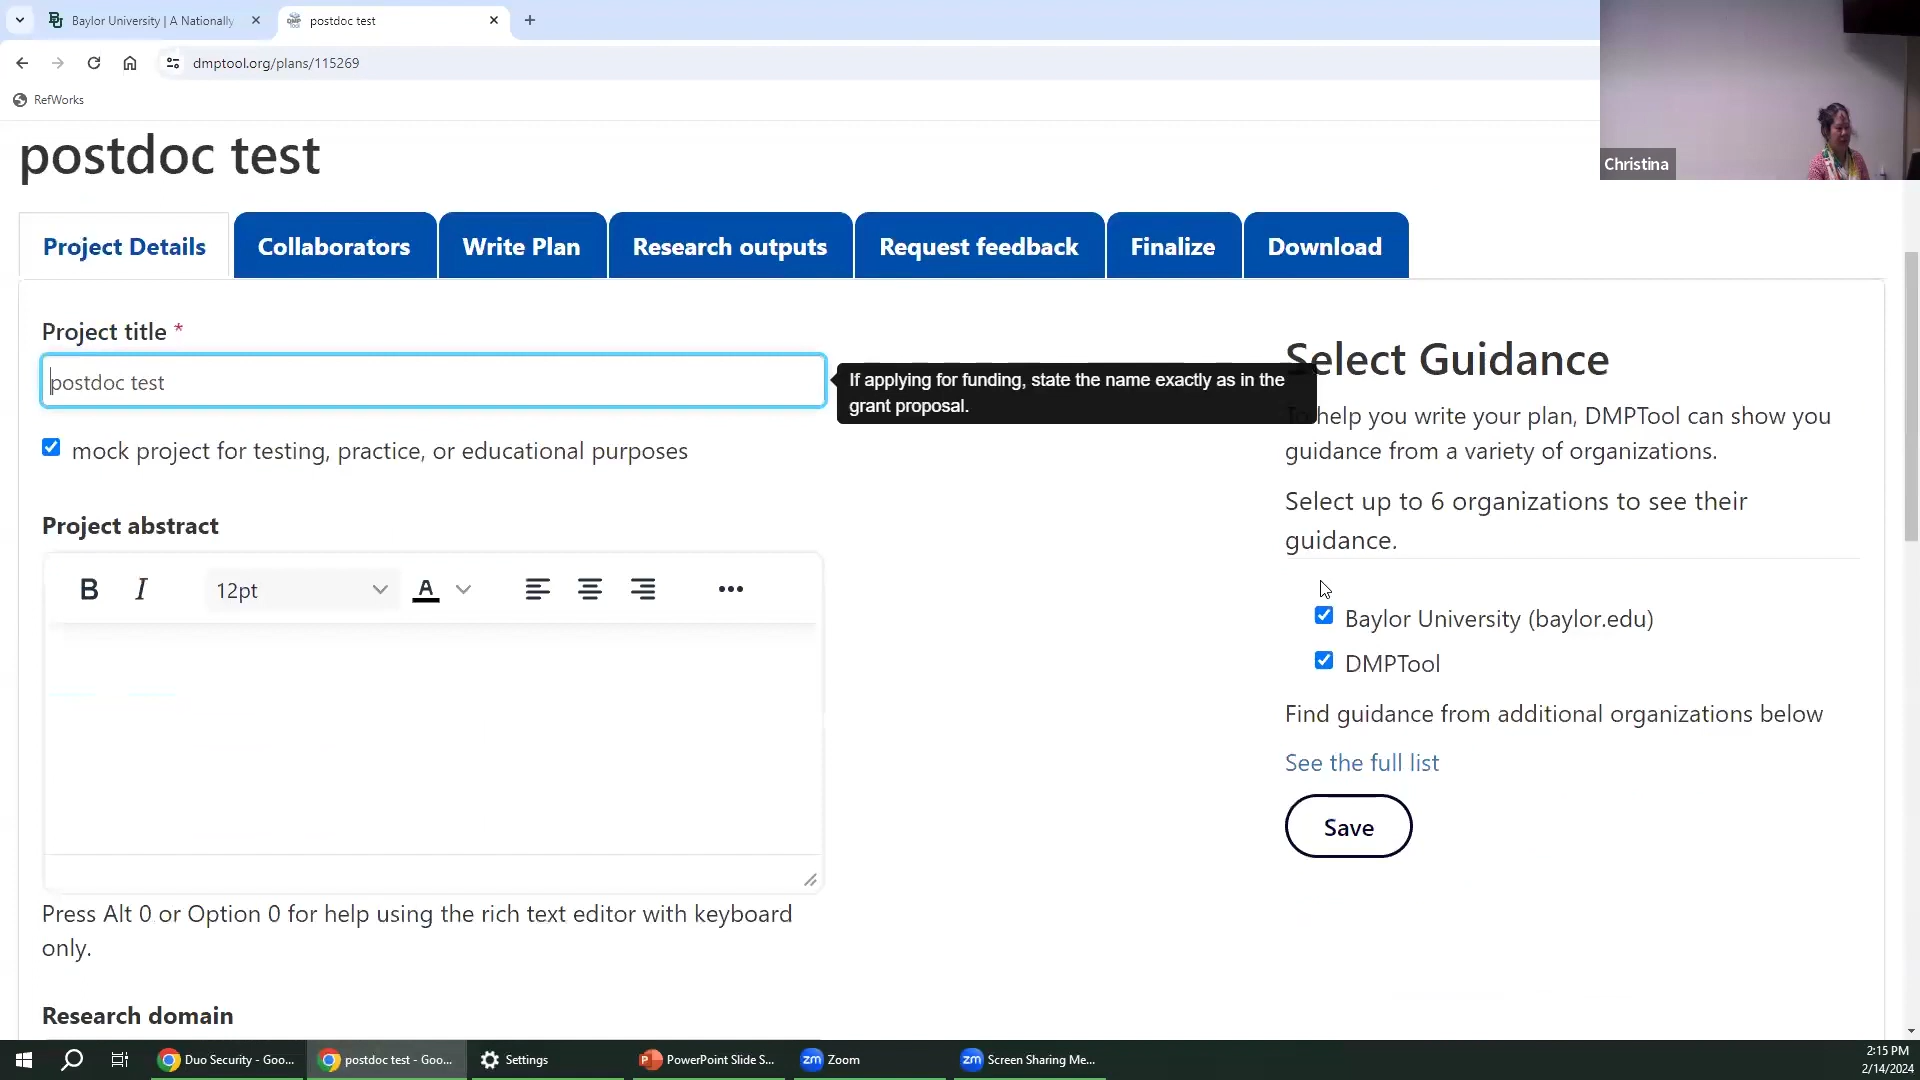 Baylor University | A Nationally
postdoc test
dmptool.org/plans/115269
RefWorks
Christina
postdoc test
Project Details
Collaborators
Write Plan
Research outputs
Request feedback
Finalize
Download
Project title *
postdoc test
If applying for funding, state the name exactly as in the
grant proposal.
mock project for testing, practice, or educational purposes
Project abstract
B I 12pt A
Press Alt 0 or Option 0 for help using the rich text editor with keyboard
only.
Research domain
Select Guidance
To help you write your plan, DMPTool can show you
guidance from a variety of organizations.
Select up to 6 organizations to see their
guidance.
Baylor University (baylor.edu)
DMPTool
Find guidance from additional organizations below
See the full list
Save
Duo Security - Goo...
postdoc test - Goo...
Settings
PowerPoint Slide S...
zm Zoom
zm Screen Sharing Me...
2:15 PM
2/14/2024